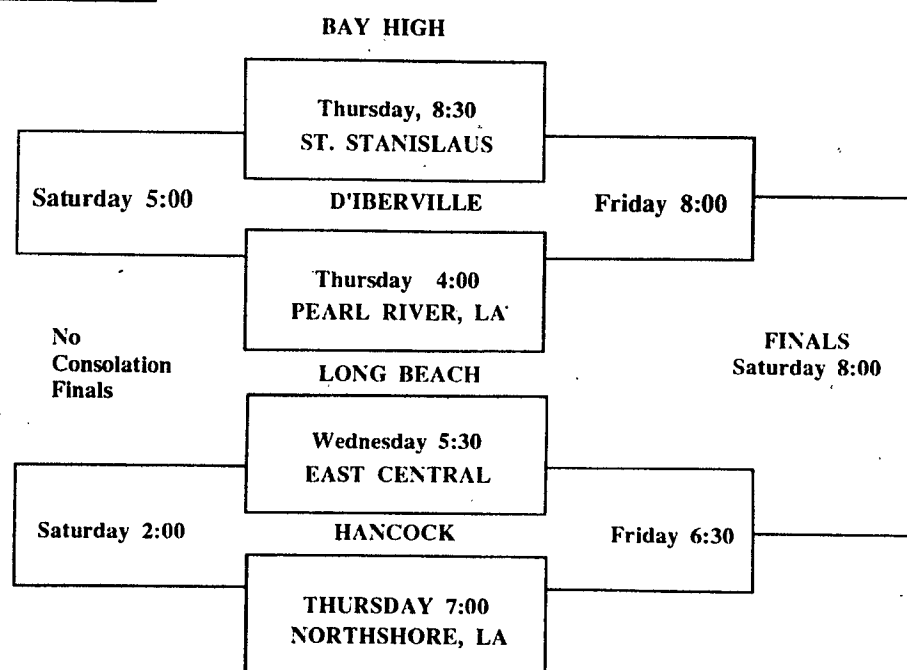 BAY HIGH
Thursday, 8:30
ST. STANISLAUS
Saturday 5:00
D'IBERVILLE
Friday 8:00
Thursday 4:00
PEARL RIVER, LA
No
Consolation
Finals
FINALS
Saturday 8:00
LONG BEACH
Wednesday 5:30
EAST CENTRAL
Saturday 2:00
HANCOCK
Friday 6:30
THURSDAY 7:00
NORTHSHORE, LA